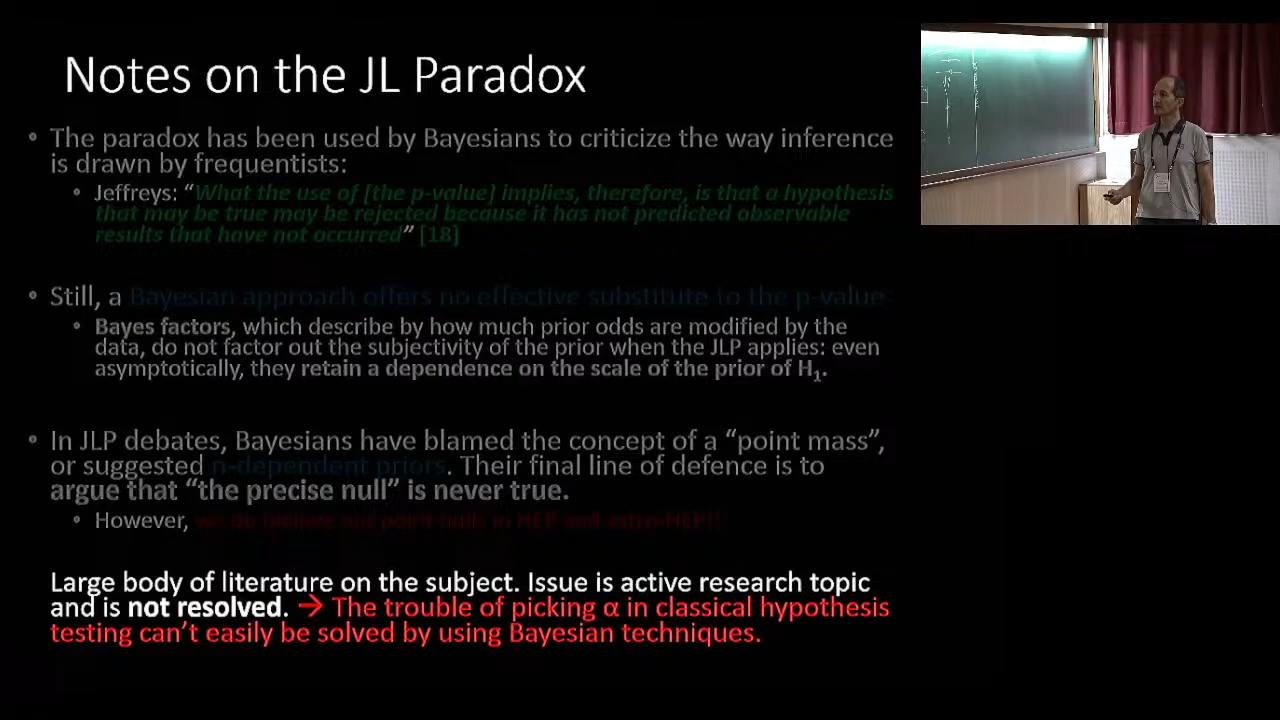 Notes on the JL Paradox
• The paradox has been used by Bayesians to criticize the way inference
is drawn by frequentists:
• Jeffreys: “What the use of [the p-value] implies, therefore, is that a hypothesis
that may be true may be rejected because it has not predicted observable
results that have not occurred” [18]
• Still, a Bayesian approach offers no effective substitute to the p-value
• Bayes factors, which describe by how much prior odds are modified by the
data, do not factor out the subjectivity of the prior when the JLP applies: even
asymptotically, they retain a dependence on the scale of the prior of H1.
• In JLP debates, Bayesians have blamed the concept of a “point mass”,
or suggested n-dependent priors. Their final line of defence is to
argue that “the precise null” is never true.
• However, we do believe our point nulls in HEP and astro-HEP!!
Large body of literature on the subject. Issue is active research topic
and is not resolved. → The trouble of picking α in classical hypothesis
testing can’t easily be solved by using Bayesian techniques.